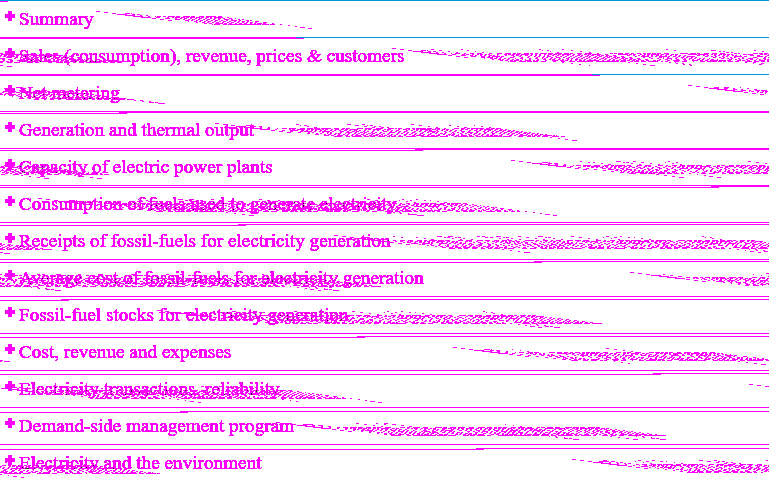 Summary
Sales (consumption), revenue, prices & customers
Net metering
Generation and thermal output
Capacity of electric power plants
Consumption of fuels used to generate electricity
Receipts of fossil-fuels for electricity generation
Average cost of fossil-fuels for electricity generation
Fossil-fuel stocks for electricity generation
Cost, revenue and expenses
Electricity transactions, reliability
Demand-side management program
Electricity and the environment